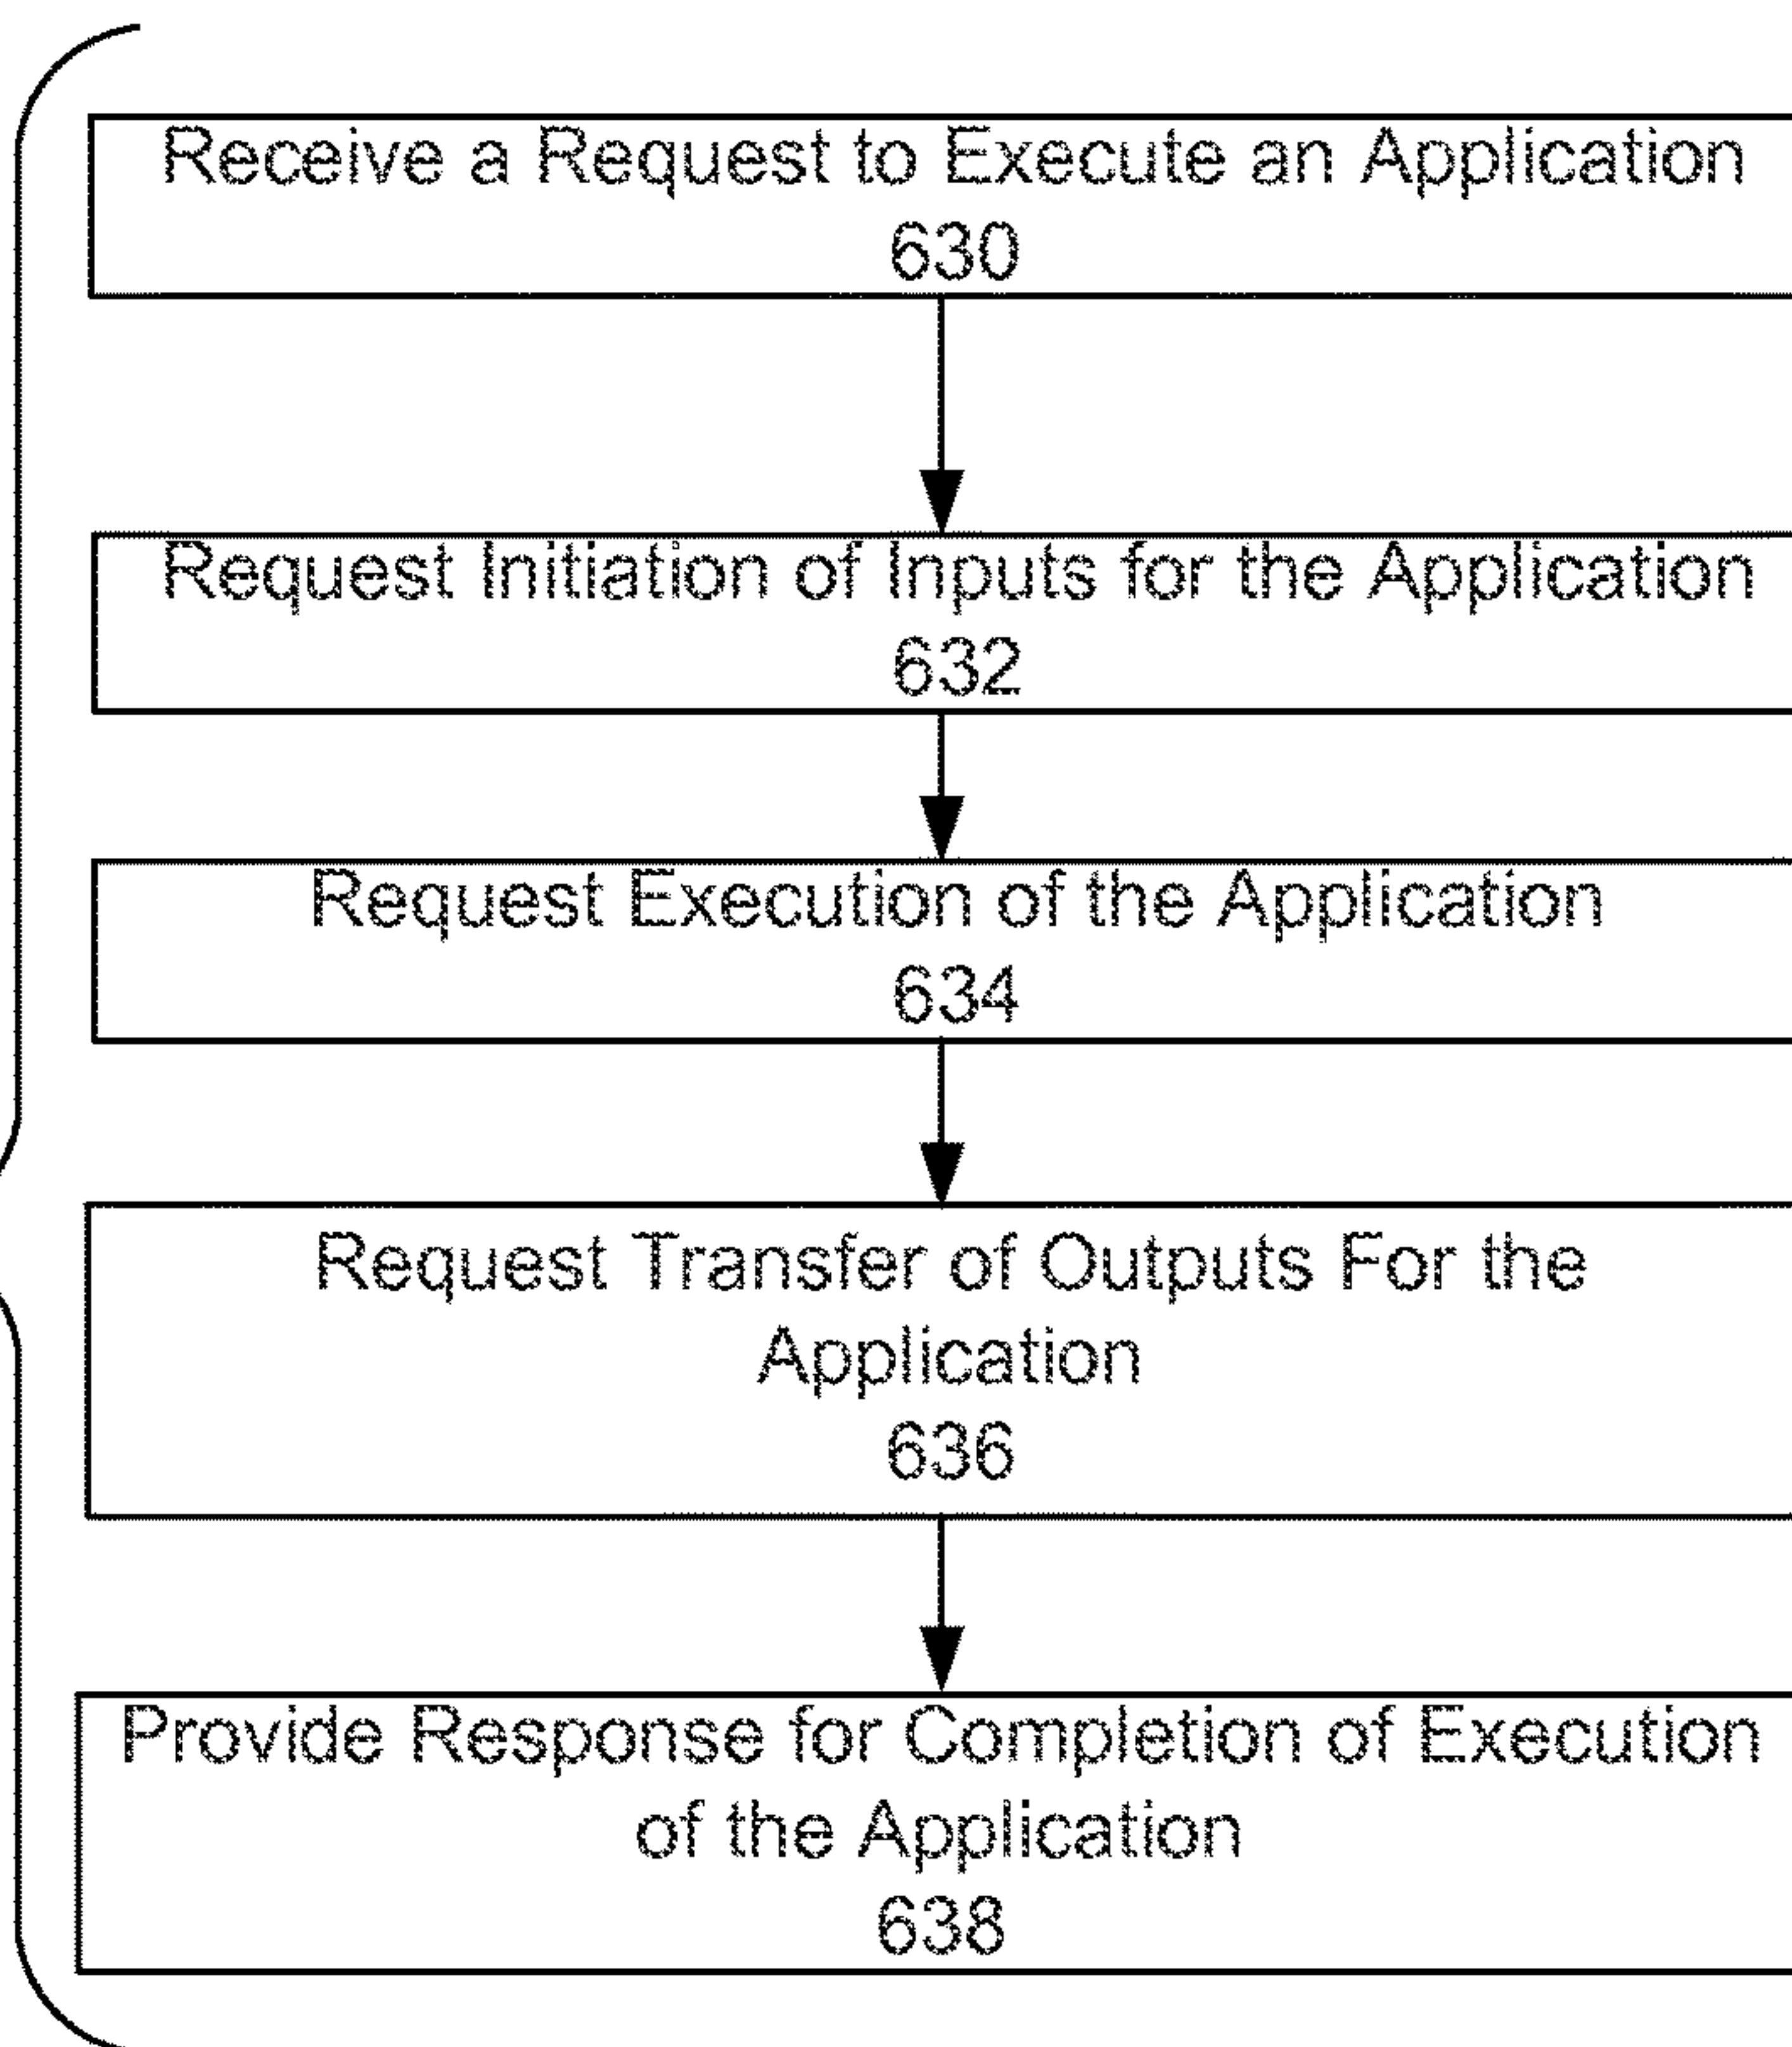 Receive a Request to Execute an Application
630
Request Initiation of Inputs for the Application
632
Request Execution of the Application
634
Request Transfer of Outputs For the
Application
636
Provide Response for Completion of Execution
of the Application
638